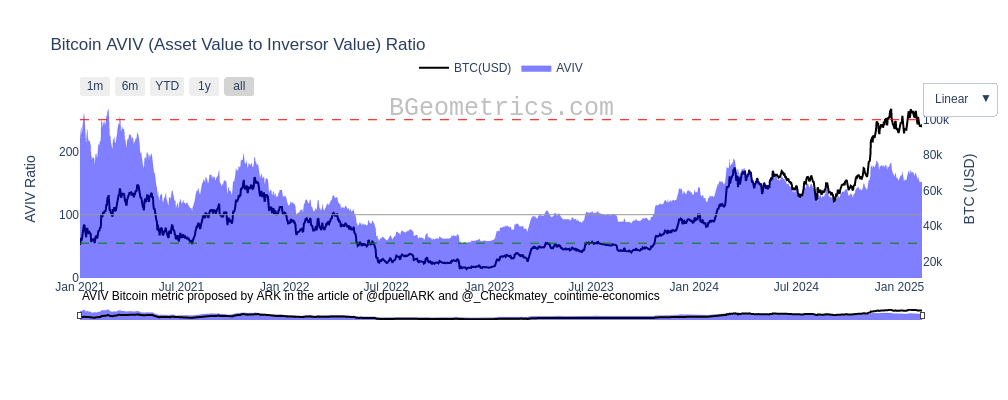 Bitcoin AVIV (Asset Value to Inversor Value) Ratio
BTC(USD) AVIV
1m 6m YTD 1y all
Linear ▼
BGeometrics.com
200
100
0
AVIV Ratio
100k
80k
60k
40k
20k
BTC (USD)
Jan 2021 Jul 2021 Jan 2022 Jul 2022 Jan 2023 Jul 2023 Jan 2024 Jul 2024 Jan 2025
AVIV Bitcoin metric proposed by ARK in the article of @dpuellARK and @_Checkmatey_cointime-economics